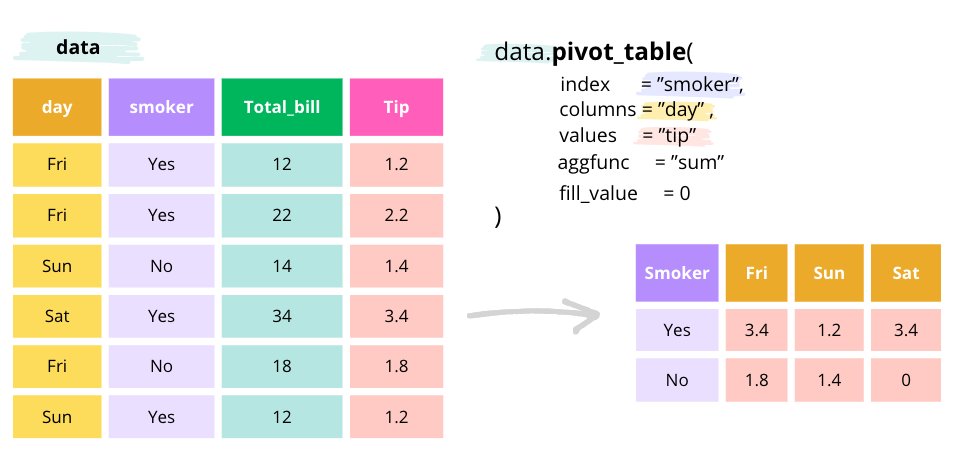 data
day smoker Total_bill Tip
Fri Yes 12 1.2
Fri Yes 22 2.2
Sun No 14 1.4
Sat Yes 34 3.4
Fri No 18 1.8
Sun Yes 12 1.2
data.pivot_table(
index = ”smoker”,
columns = ”day” ,
values = ”tip”
aggfunc = ”sum”
fill_value = 0
)
Smoker Fri Sun Sat
Yes 3.4 1.2 3.4
No 1.8 1.4 0